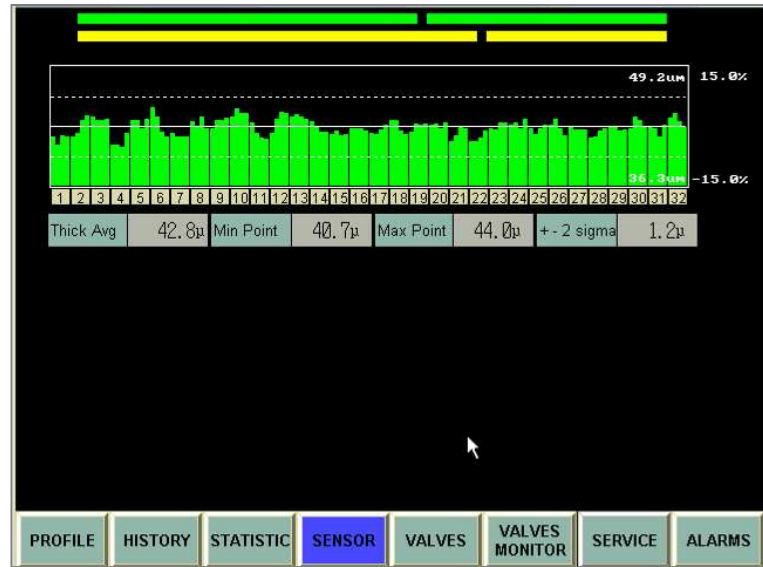 49.2um 15.0%
36.3um -15.0%
1 2 3 4 5 6 7 8 9 10 11 12 13 14 15 16 17 18 19 20 21 22 23 24 25 26 27 28 29 30 31 32
Thick Avg 42.8µ Min Point 40.7µ Max Point 44.0µ + - 2 sigma 1.2µ
PROFILE HISTORY STATISTIC SENSOR VALVES VALVES MONITOR SERVICE ALARMS